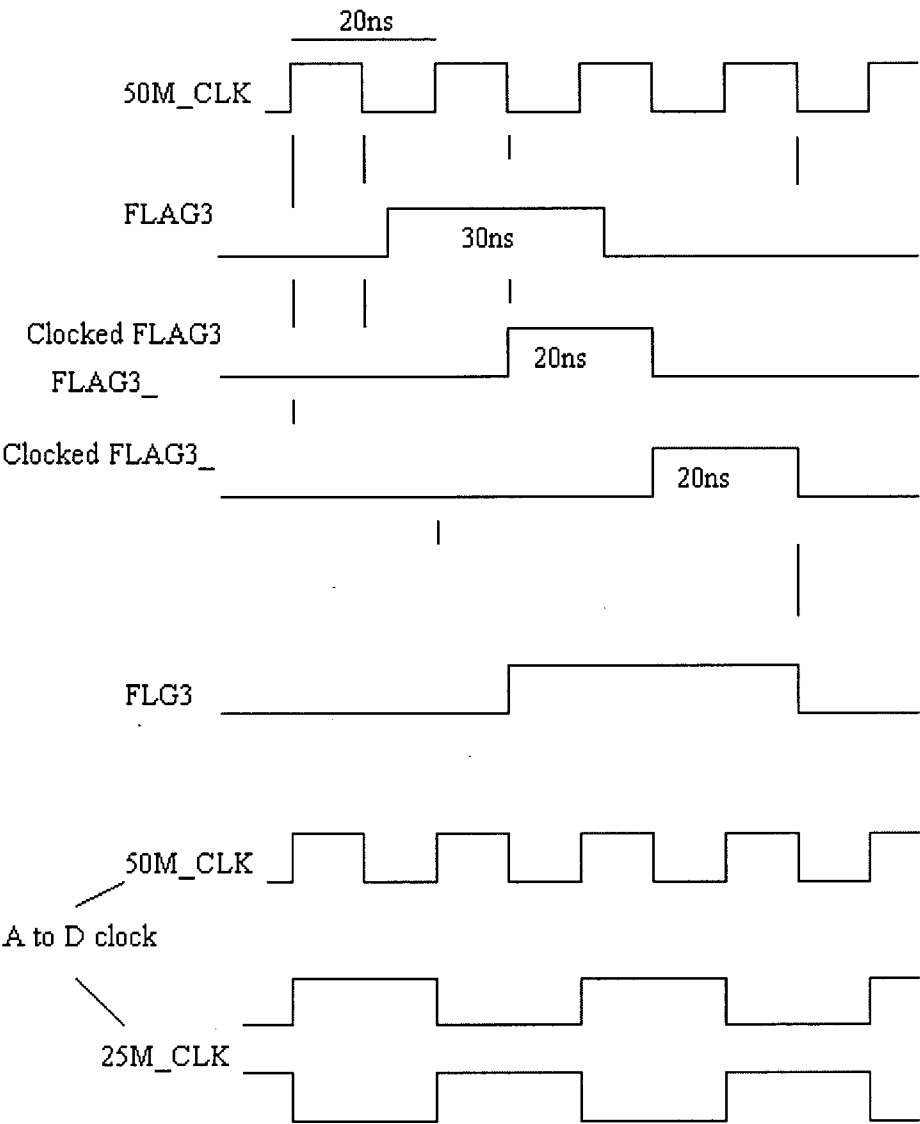 20ns
50M_CLK
FLAG3
30ns
Clocked FLAG3
20ns
FLAG3_
Clocked FLAG3_
20ns
FLG3
50M_CLK
A to D clock
25M_CLK